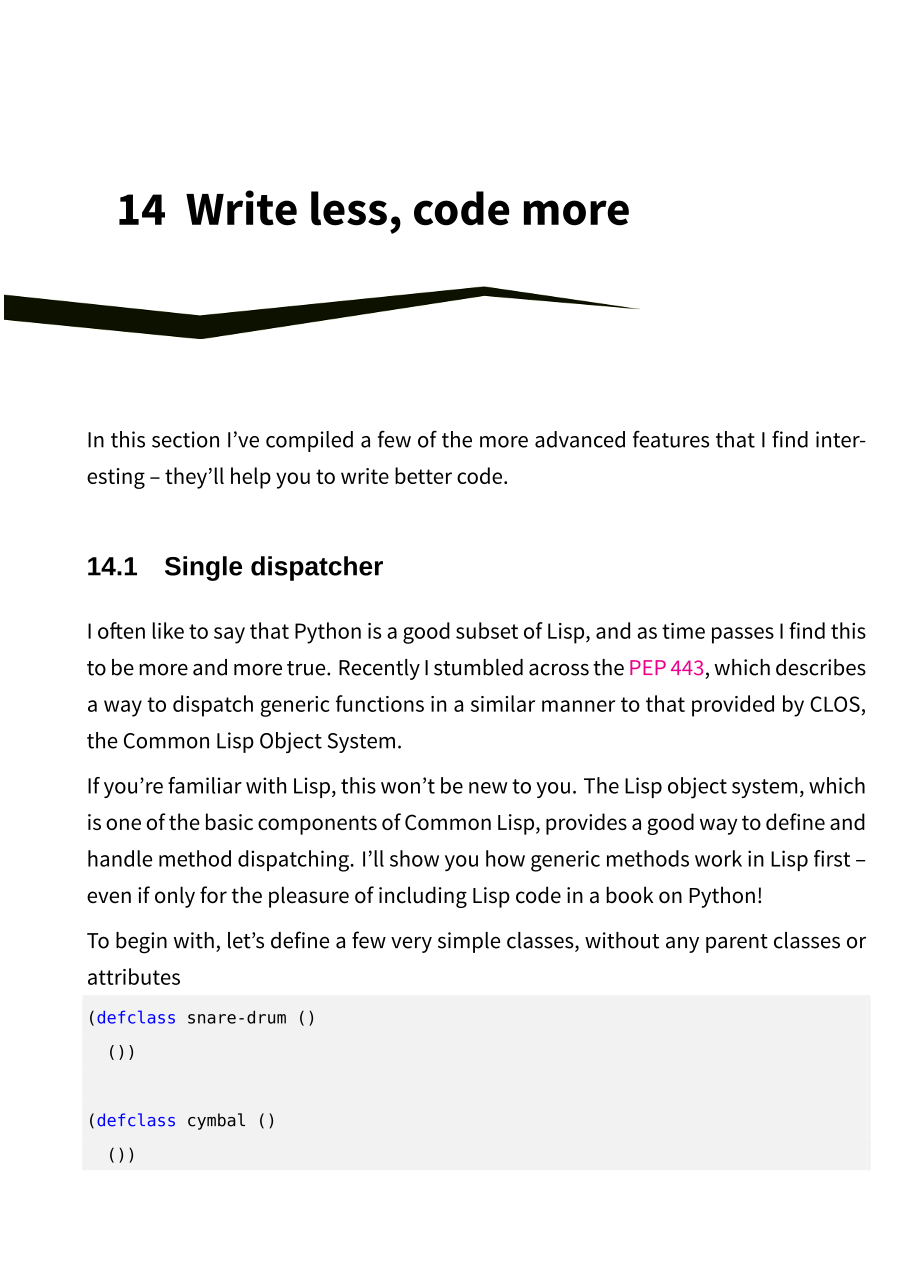 14 Write less, code more
In this section I’ve compiled a few of the more advanced features that I find inter-
esting – they’ll help you to write better code.
14.1 Single dispatcher
I often like to say that Python is a good subset of Lisp, and as time passes I find this
to be more and more true. Recently I stumbled across the PEP 443, which describes
a way to dispatch generic functions in a similar manner to that provided by CLOS,
the Common Lisp Object System.
If you’re familiar with Lisp, this won’t be new to you. The Lisp object system, which
is one of the basic components of Common Lisp, provides a good way to define and
handle method dispatching. I’ll show you how generic methods work in Lisp first –
even if only for the pleasure of including Lisp code in a book on Python!
To begin with, let’s define a few very simple classes, without any parent classes or
attributes
(defclass snare-drum ()
  ())
(defclass cymbal ()
  ())